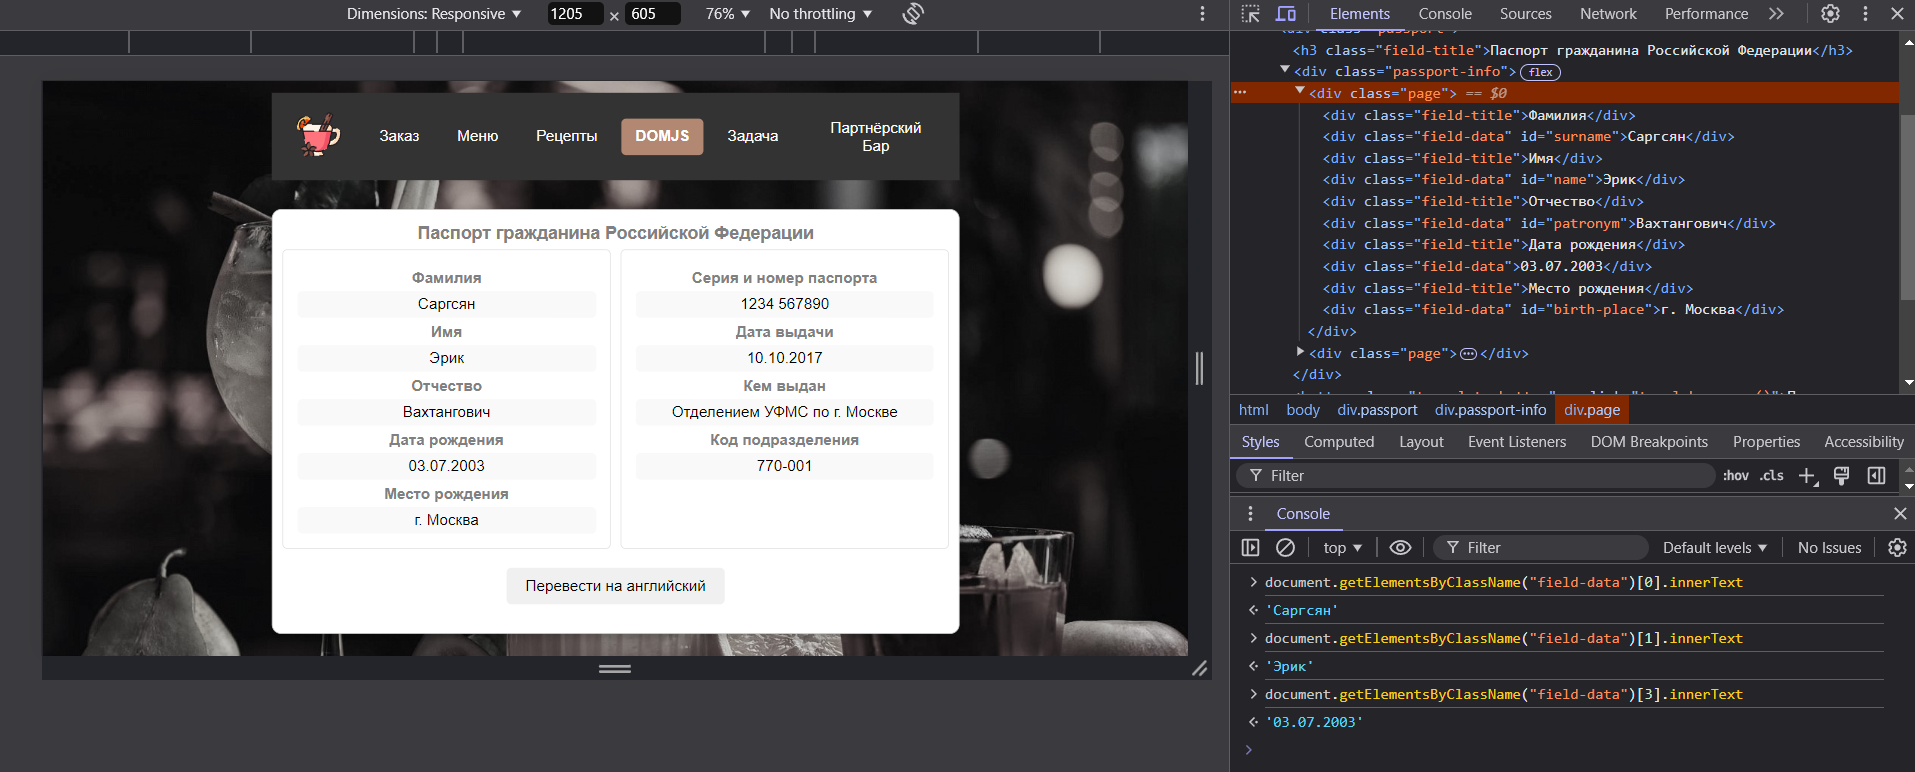 Dimensions: Responsive ▼ 1205 × 605 76% ▼ No throttling ▼
Заказ Меню Рецепты DOMJS Задача Партнёрский
Бар
Паспорт гражданина Российской Федерации
Фамилия
Саргсян
Имя
Эрик
Отчество
Вахтангович
Дата рождения
03.07.2003
Место рождения
г. Москва
Серия и номер паспорта
1234 567890
Дата выдачи
10.10.2017
Кем выдан
Отделением УФМС по г. Москве
Код подразделения
770-001
Перевести на английский
Elements Console Sources Network Performance
<h3 class="field-title">Паспорт гражданина Российской Федерации</h3>
<div class="passport-info"> flex
<div class="page"> == $0
<div class="field-title">Фамилия</div>
<div class="field-data" id="surname">Саргсян</div>
<div class="field-title">Имя</div>
<div class="field-data" id="name">Эрик</div>
<div class="field-title">Отчество</div>
<div class="field-data" id="patronym">Вахтангович</div>
<div class="field-title">Дата рождения</div>
<div class="field-data">03.07.2003</div>
<div class="field-title">Место рождения</div>
<div class="field-data" id="birth-place">г. Москва</div>
</div>
<div class="page">…</div>
</div>
html body div.passport div.passport-info div.page
Styles Computed Layout Event Listeners DOM Breakpoints Properties Accessibility
Filter :hov .cls
Console
top ▼ Filter Default levels ▼ No Issues
document.getElementsByClassName("field-data")[0].innerText
'Саргсян'
document.getElementsByClassName("field-data")[1].innerText
'Эрик'
document.getElementsByClassName("field-data")[3].innerText
'03.07.2003'